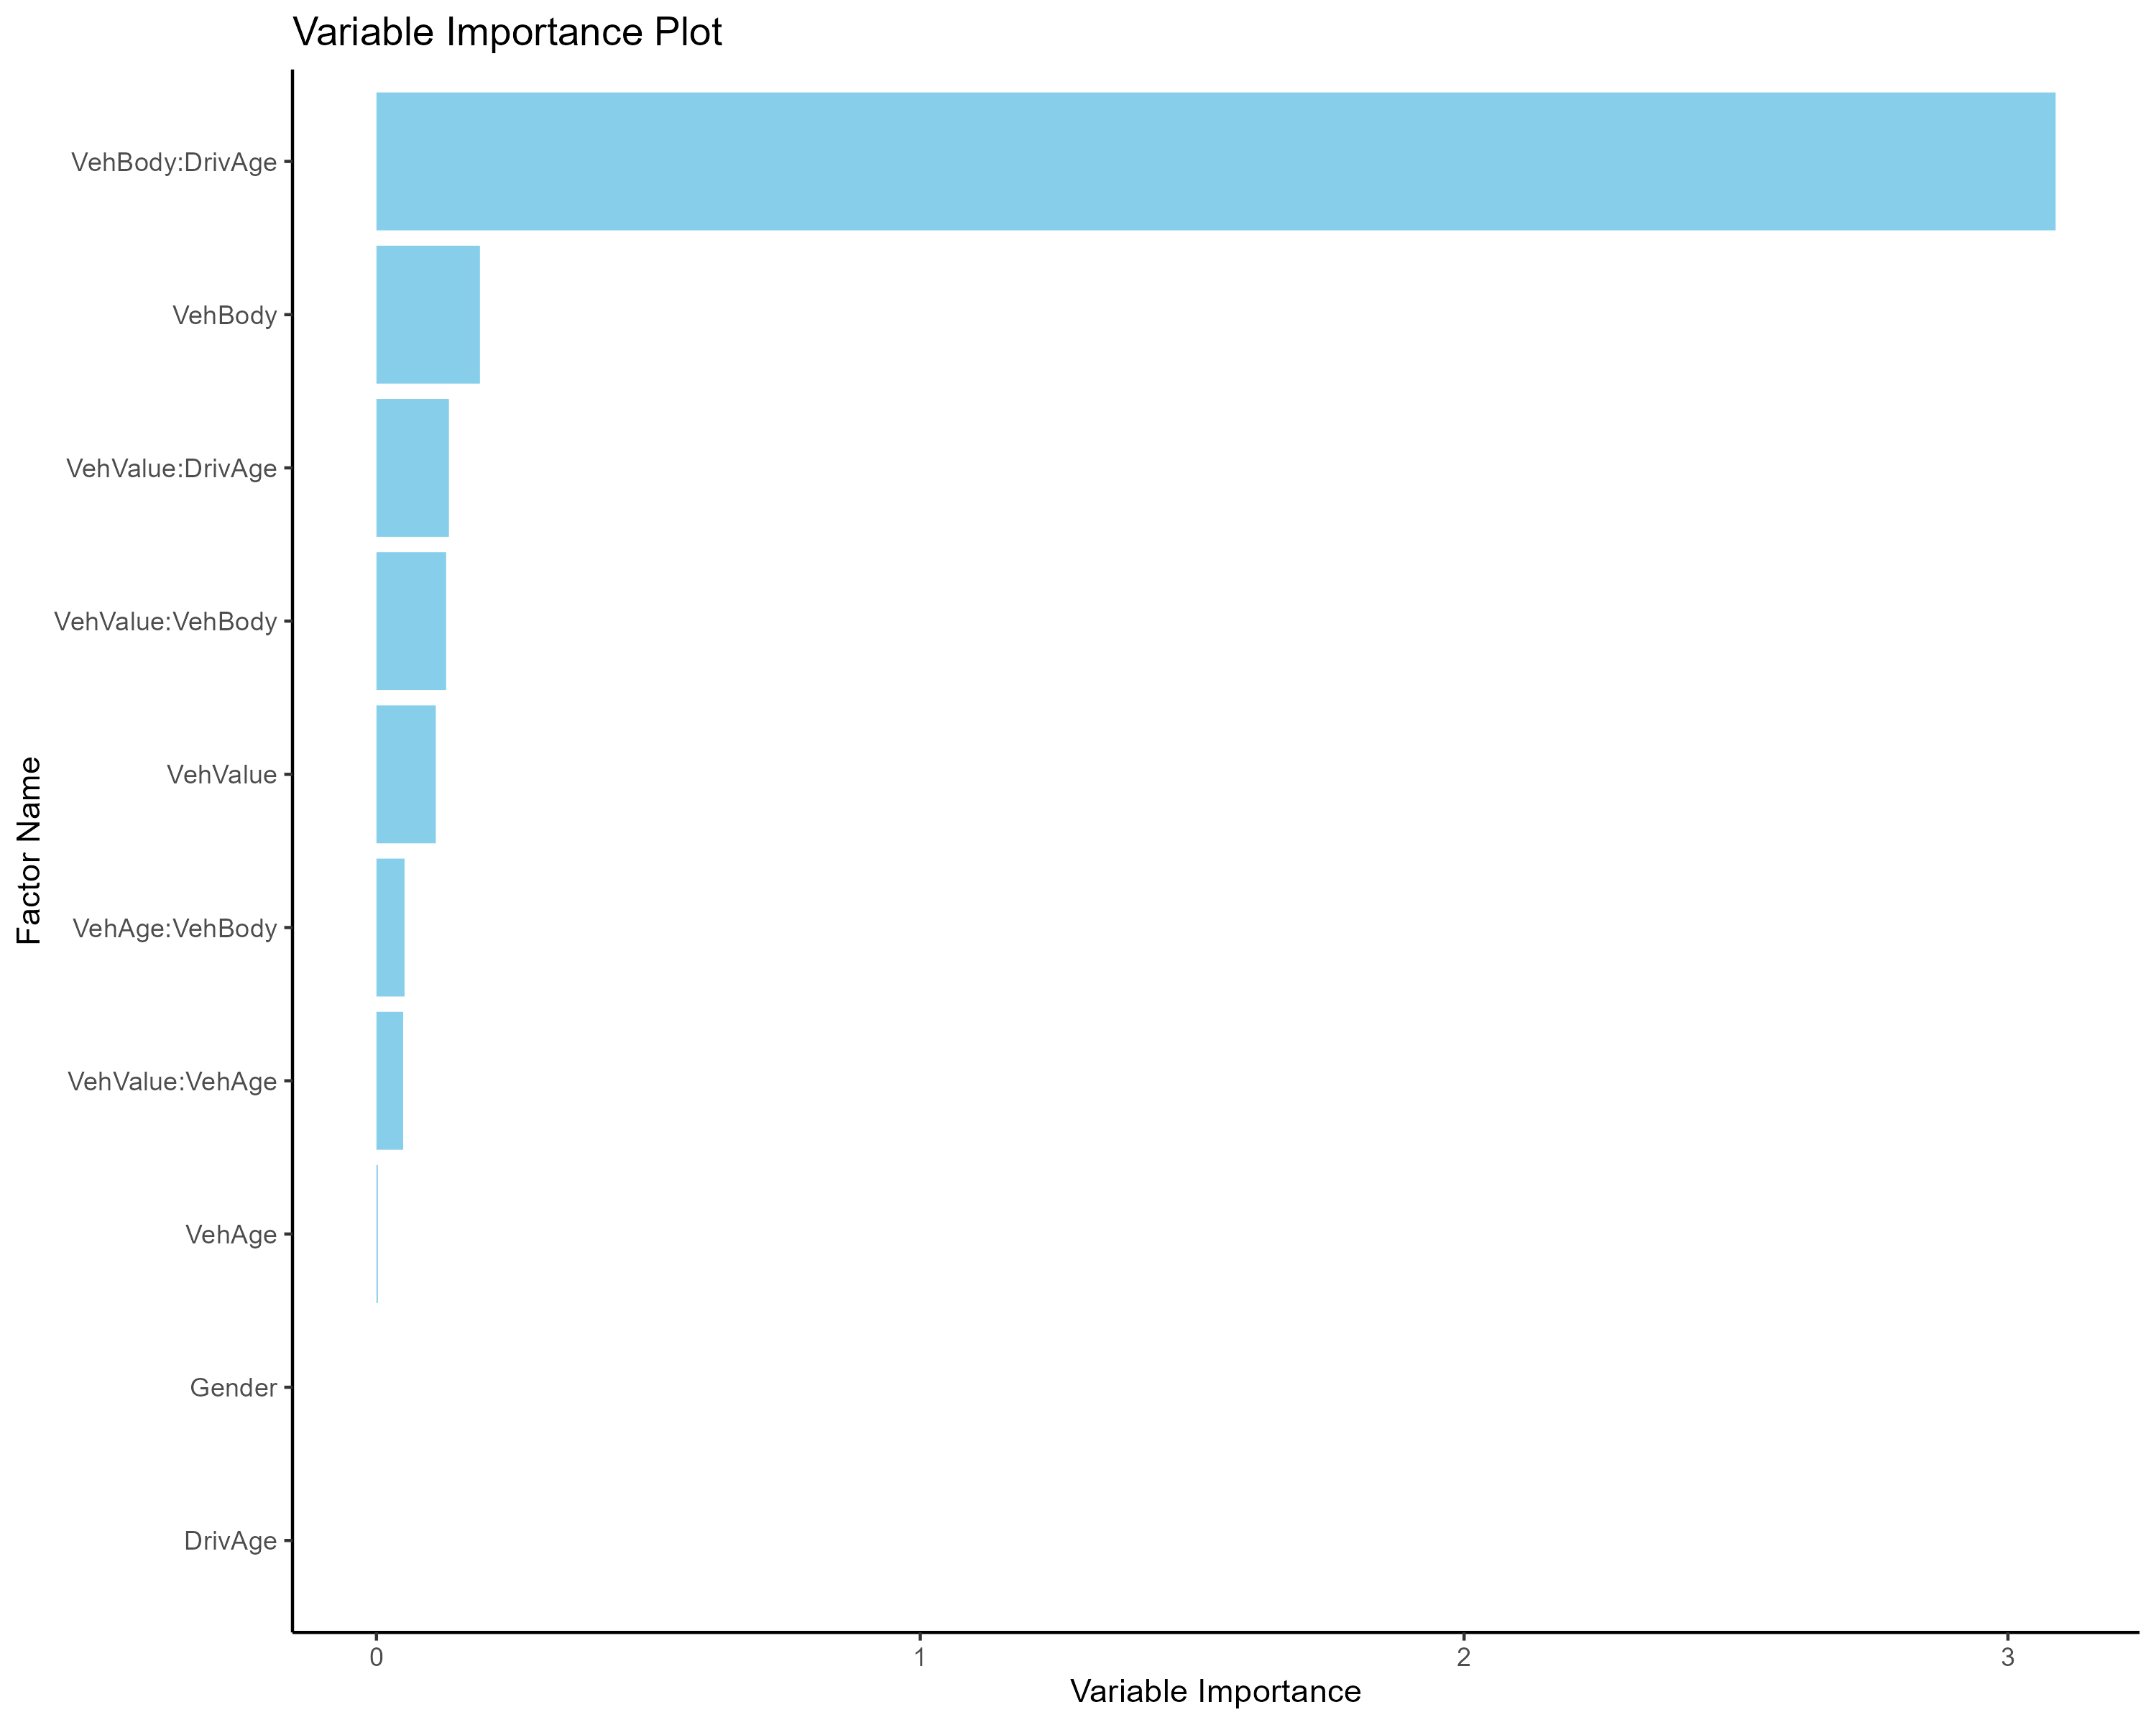 Variable Importance Plot
VehBody:DrivAge
VehBody
VehValue:DrivAge
VehValue:VehBody
VehValue
VehAge:VehBody
VehValue:VehAge
VehAge
Gender
DrivAge
Factor Name
0 1 2 3
Variable Importance